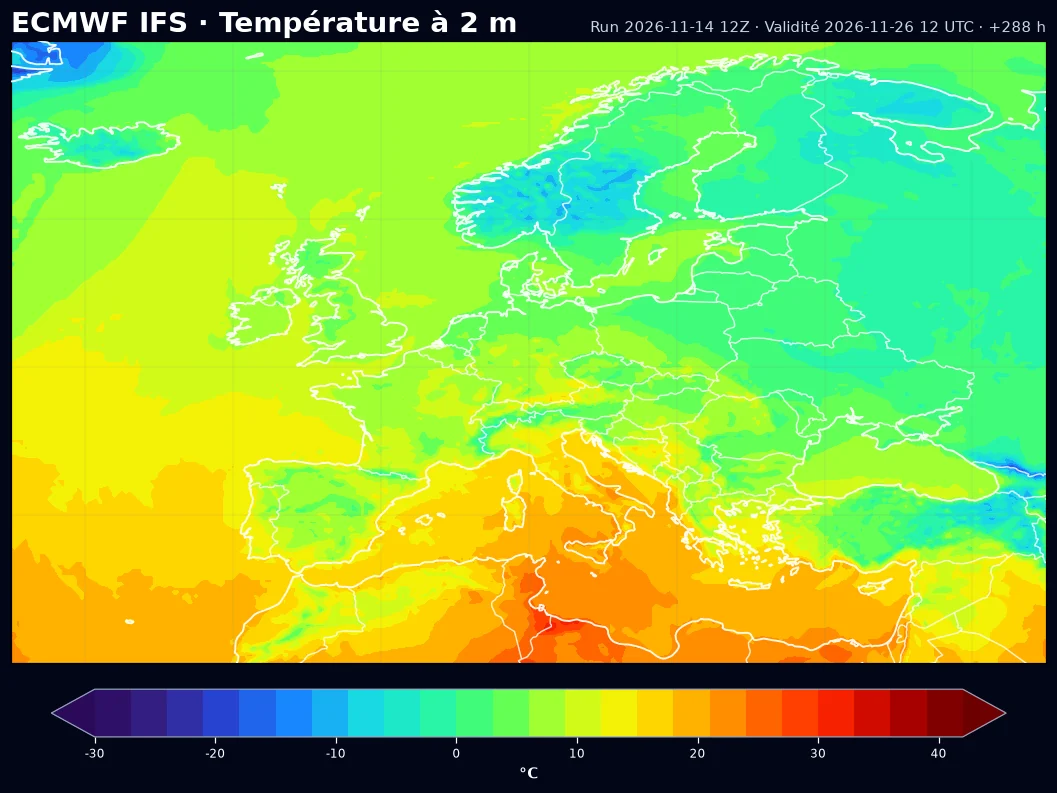 ECMWF IFS · Température à 2 m
Run 2026-11-14 12Z · Validité 2026-11-26 12 UTC · +288 h
-30 -20 -10 0 10 20 30 40
°C